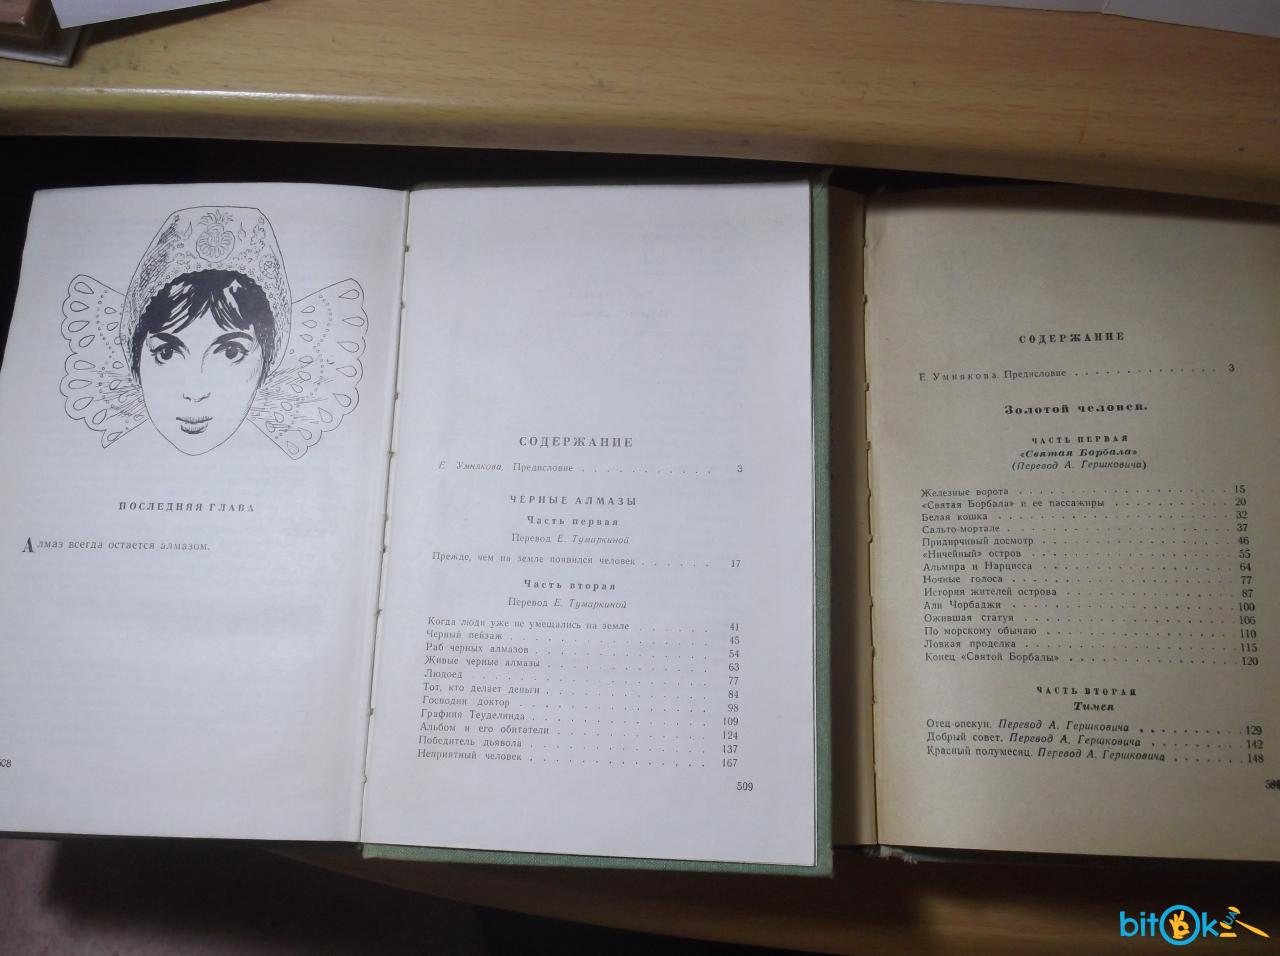 ПОСЛЕДНЯЯ ГЛАВА
Алмаз всегда остается алмазом.
508
СОДЕРЖАНИЕ
Е. Умнякова. Предисловие . . . . . . . . . . . 3
ЧЕРНЫЕ АЛМАЗЫ
Часть первая
Перевод Е. Тумаркиной
Прежде, чем на земле появился человек . . . . . . 17
Часть вторая
Перевод Е. Тумаркиной
Когда люди уже не умещались на земле . . . . . . 41
Черный пейзаж . . . . . . . . . . . . . . . 45
Раб черных алмазов . . . . . . . . . . . . . 54
Живые черные алмазы . . . . . . . . . . . . 63
Людоед . . . . . . . . . . . . . . . . . . 77
Тот, кто делает деньги . . . . . . . . . . . . 84
Господин доктор . . . . . . . . . . . . . . 98
Графиня Теуделинда . . . . . . . . . . . . . 109
Альбом и его обитатели . . . . . . . . . . . . 124
Победитель дьявола . . . . . . . . . . . . . 137
Неприятный человек . . . . . . . . . . . . . 167
509
СОДЕРЖАНИЕ
Е. Умнякова. Предисловие . . . . . . . . . . . . . 3
Золотой человек.
ЧАСТЬ ПЕРВАЯ
«Святая Борбала»
(Перевод А. Гершковича)
Железные ворота . . . . . . . . . . . . . . . . 15
«Святая Борбала» и ее пассажиры . . . . . . . . . 20
Белая кошка . . . . . . . . . . . . . . . . . . 32
Сальто-мортале . . . . . . . . . . . . . . . . . 37
Придирчивый досмотр . . . . . . . . . . . . . . 46
«Ничейный» остров . . . . . . . . . . . . . . . 55
Альмира и Нарцисса . . . . . . . . . . . . . . . 64
Ночные голоса . . . . . . . . . . . . . . . . . 77
История жителей острова . . . . . . . . . . . . . 87
Али Чорбаджи . . . . . . . . . . . . . . . . . 100
Ожившая статуя . . . . . . . . . . . . . . . . 106
По морскому обычаю . . . . . . . . . . . . . . 110
Ловкая проделка . . . . . . . . . . . . . . . . 115
Конец «Святой Борбалы» . . . . . . . . . . . . . 120
ЧАСТЬ ВТОРАЯ
Тимея
Отец-опекун. Перевод А. Гершковича . . . . . . . . 129
Добрый совет. Перевод А. Гершковича . . . . . . . 142
Красный полумесяц. Перевод А. Гершковича . . . . . 148
bitOk UA